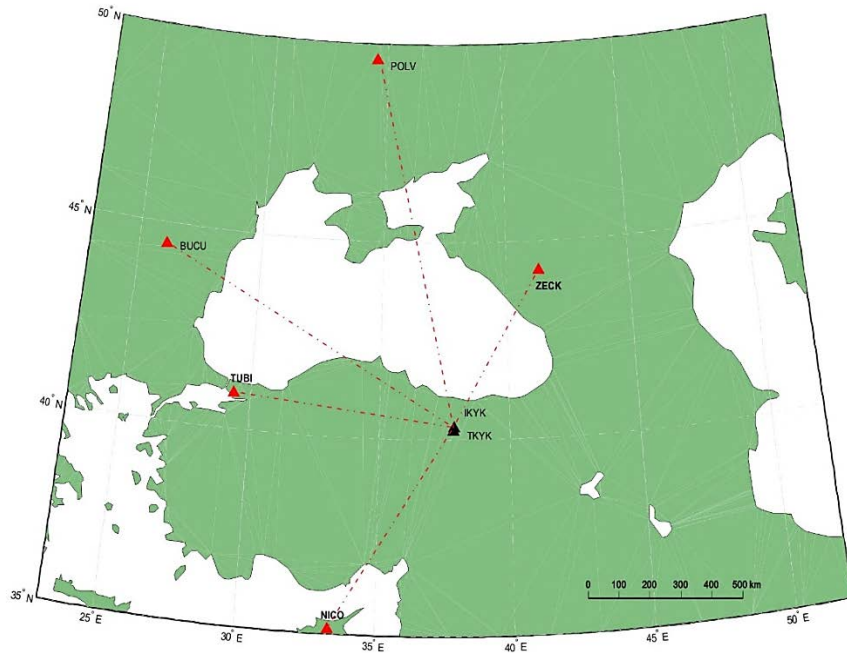 50° N
POLV
45° N
BUCU
ZECK
TUBI
40° N
IKYK
TKYK
0 100 200 300 400 500 km
NICO
35° N
25° E
30° E
35° E
40° E
45° E
50° E